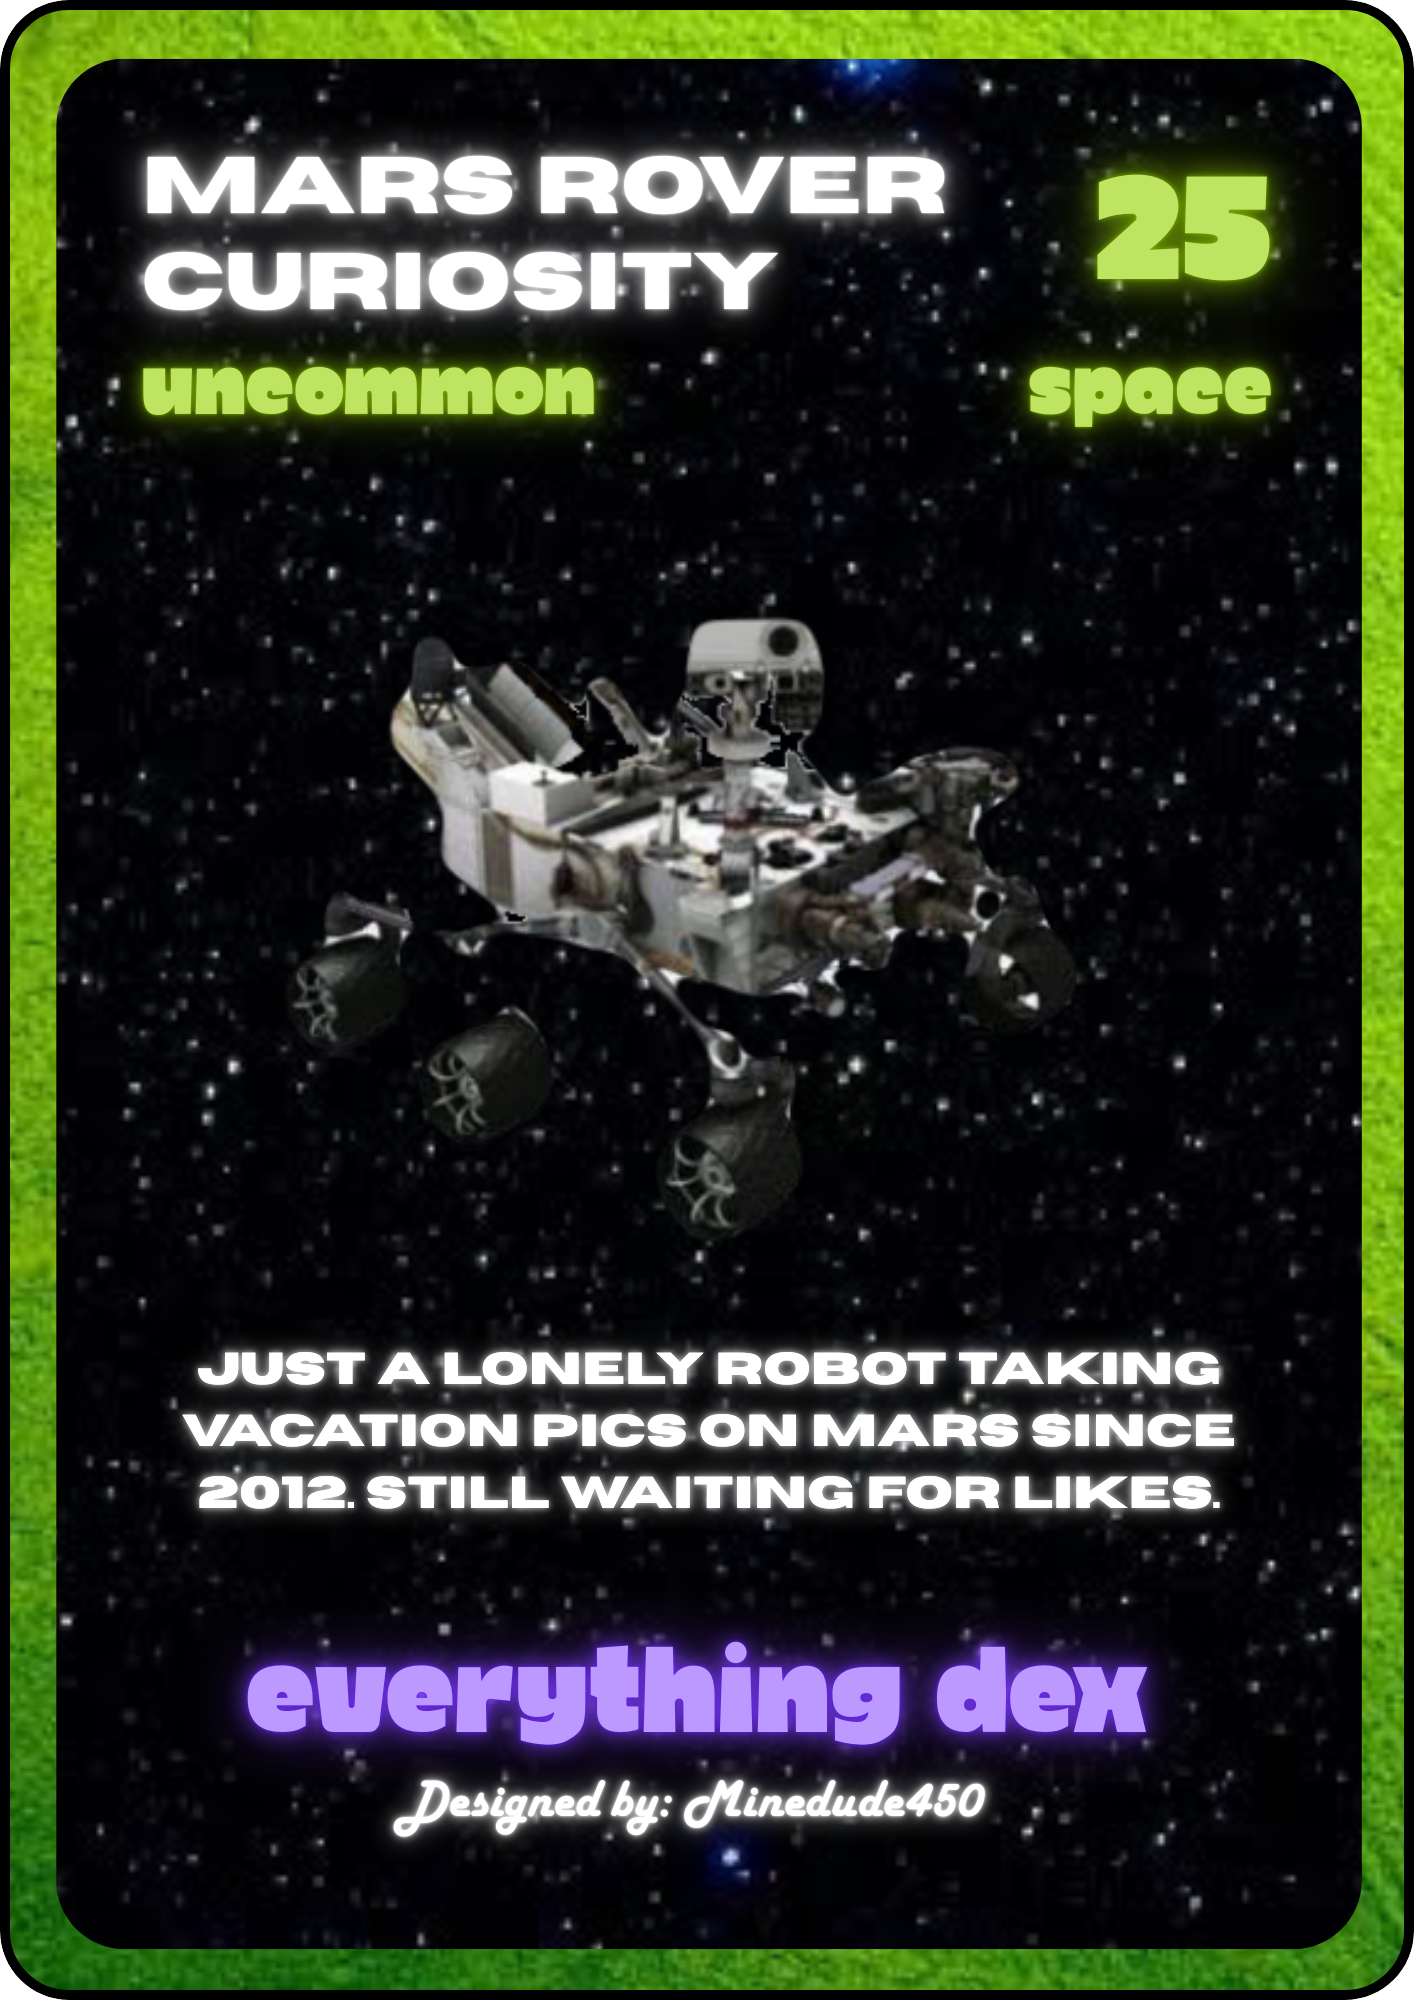 MARS ROVER
CURIOSITY
25
uncommon
space
JUST A LONELY ROBOT TAKING
VACATION PICS ON MARS SINCE
2012. STILL WAITING FOR LIKES.
everything dex
Designed by: Minedude450